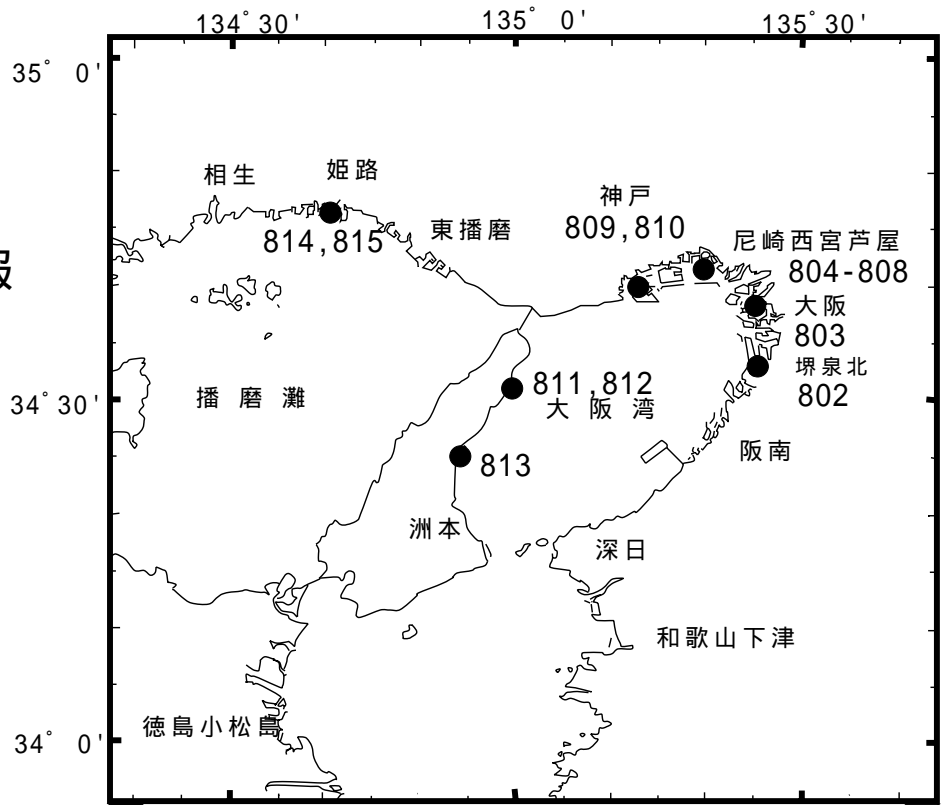 134°30'
135°0'
135°30'
35°0'
相生
姫路
神戸
809,810
東播磨
814,815
尼崎西宮芦屋
804-808
報
大阪
803
堺泉北
802
811,812
34°30'
播磨灘
大阪湾
阪南
813
洲本
深日
和歌山下津
徳島小松島
34°0'